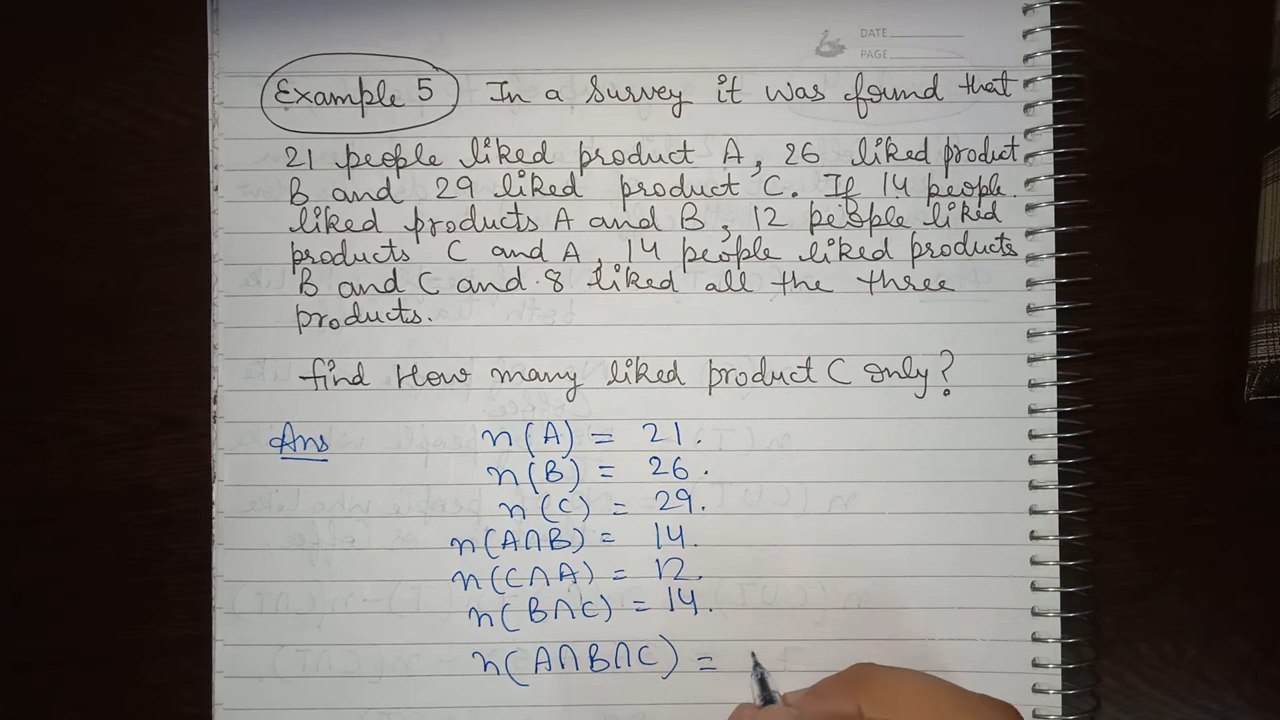 DATE
PAGE
Example 5 In a Survey it was found that
21 people liked product A, 26 liked product
B and 29 liked product C. If 14 people
liked products A and B, 12 people liked
products C and A, 14 people liked products
B and C and 8 liked all the three
products.
find How many liked product C only?
Ans n(A) = 21.
n(B) = 26.
n(C) = 29.
n(A∩B) = 14.
n(C∩A) = 12.
n(B∩C) = 14.
n(A∩B∩C) =